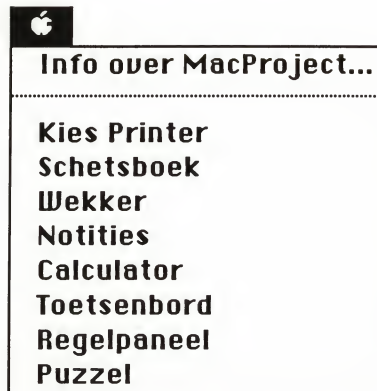 Info over MacProject...
Kies Printer
Schetsboek
Wekker
Notities
Calculator
Toetsenbord
Regelpaneel
Puzzel